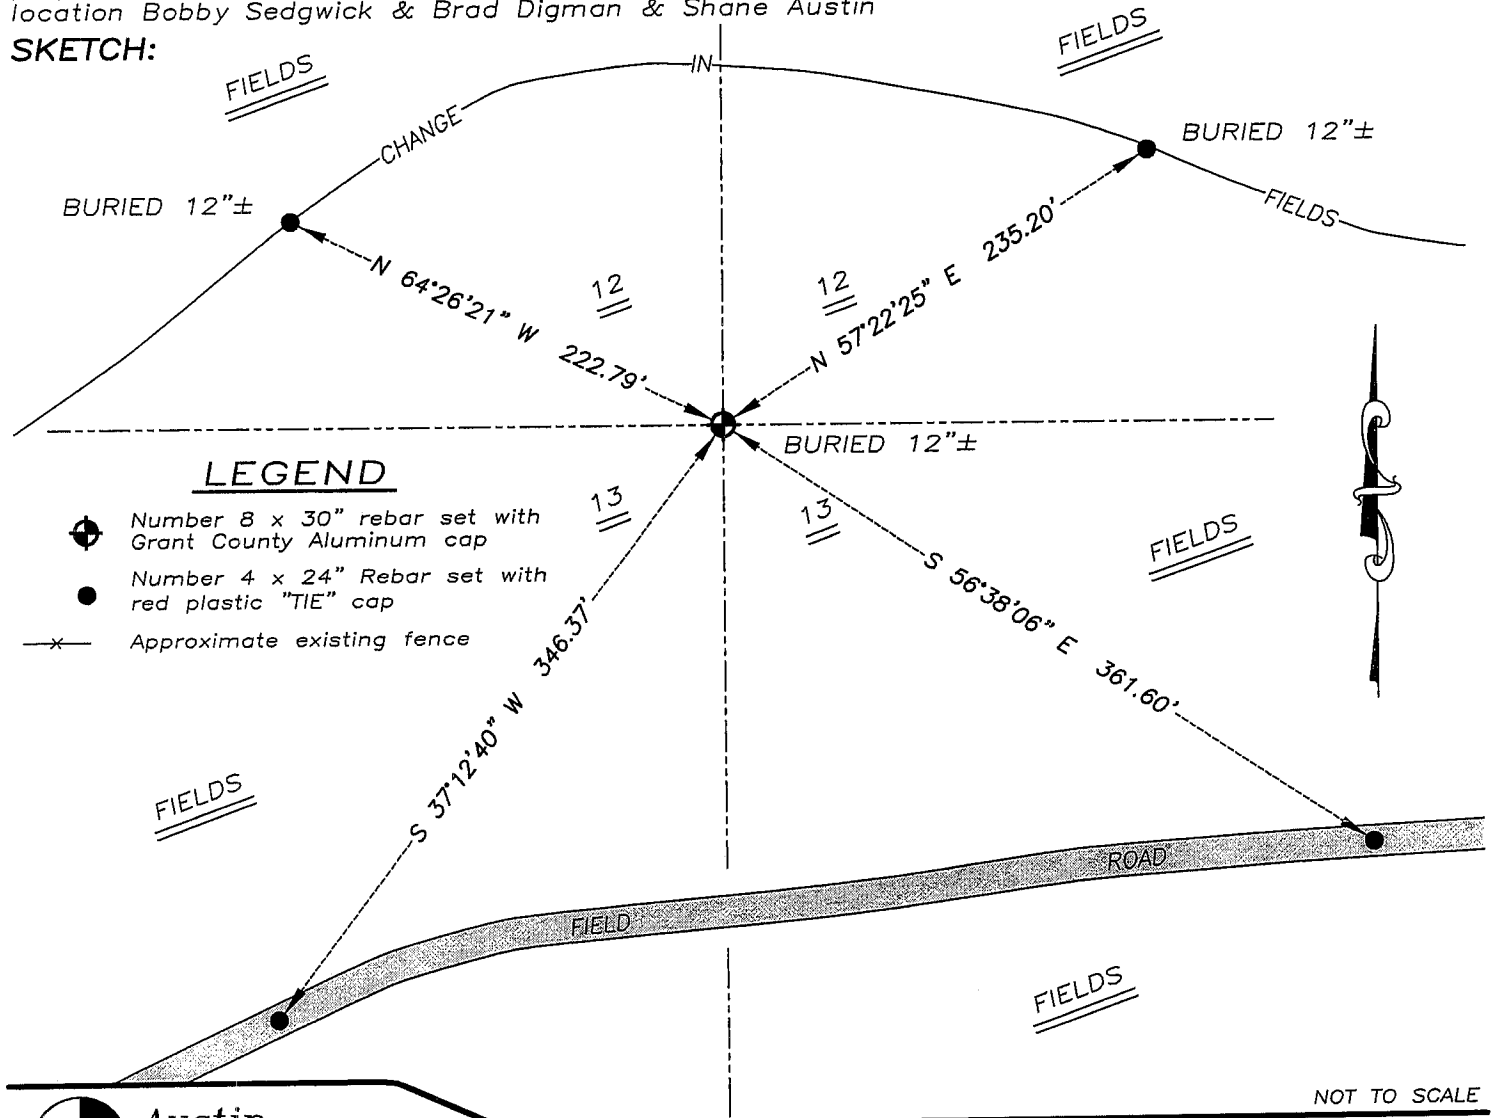 location Bobby Sedgwick & Brad Digman & Shane Austin
SKETCH:
FIELDS
FIELDS
IN
CHANGE
BURIED 12"±
BURIED 12"±
FIELDS
N 64°26'21" W 222.79'
12
12
N 57°22'25" E 235.20'
BURIED 12"±
LEGEND
Number 8 x 30" rebar set with
Grant County Aluminum cap
Number 4 x 24" Rebar set with
red plastic "TIE" cap
Approximate existing fence
13
13
FIELDS
S 37°12'40" W 346.37'
S 56°38'06" E 361.60'
FIELDS
FIELD
ROAD
FIELDS
NOT TO SCALE
Austin